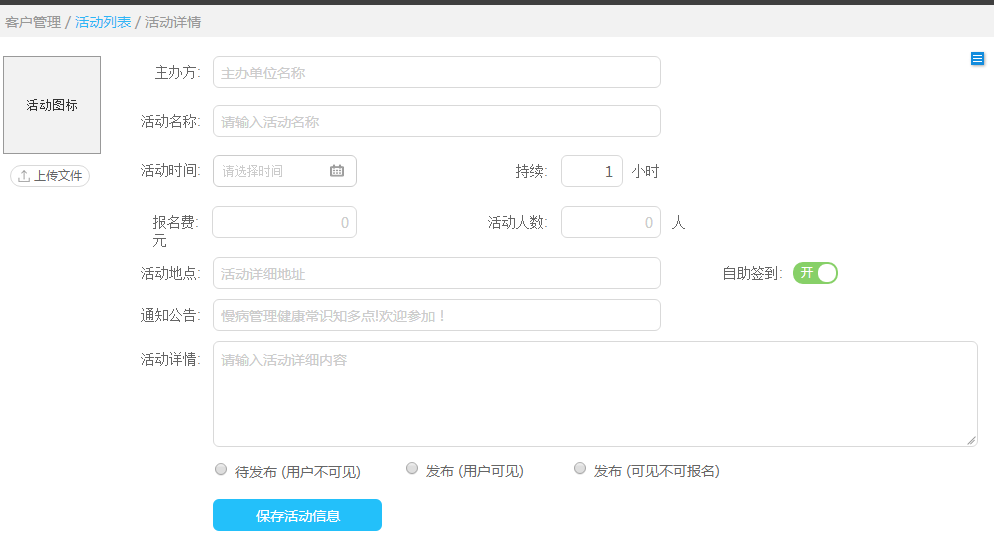 客户管理 / 活动列表 / 活动详情
活动图标
上传文件
主办方: 主办单位名称
活动名称: 请输入活动名称
活动时间: 请选择时间 持续: 1 小时
报名费: 0 活动人数: 0 人
元
活动地点: 活动详细地址 自助签到: 开
通知公告: 慢病管理健康常识知多点!欢迎参加！
活动详情: 请输入活动详细内容
待发布 (用户不可见) 发布 (用户可见) 发布 (可见不可报名)
保存活动信息